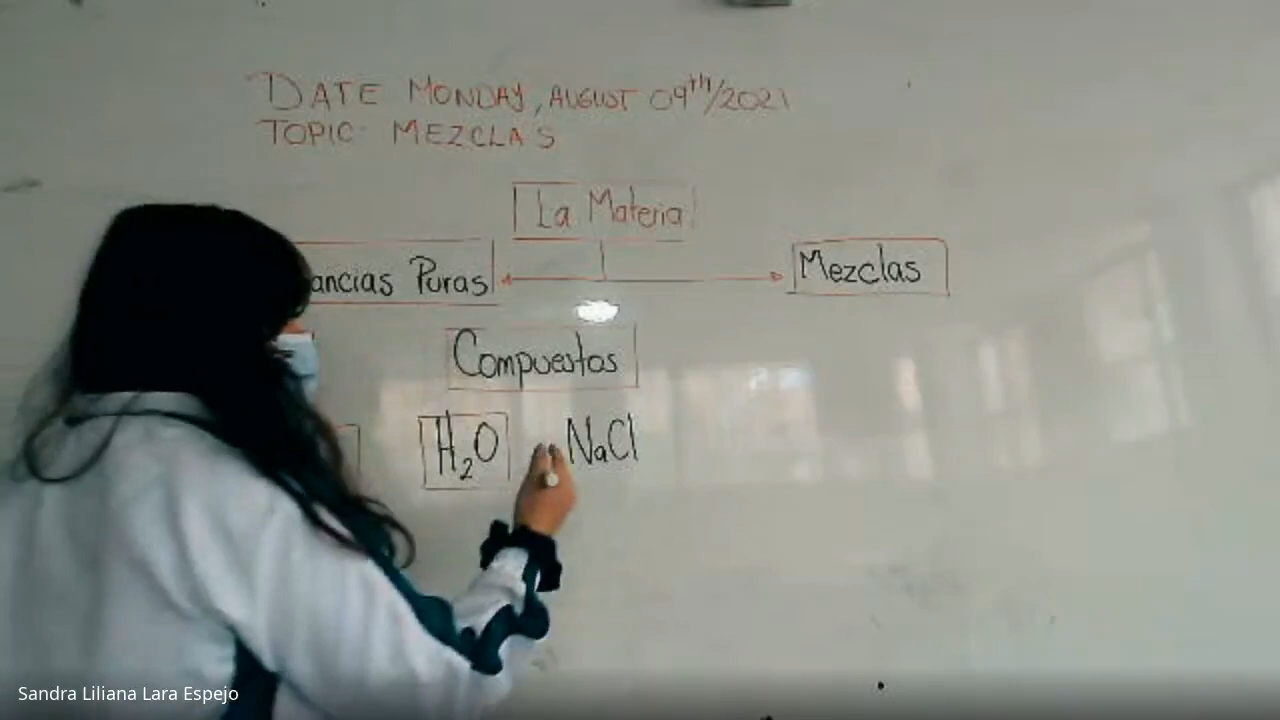 DATE MONDAY, AUGUST 09th/2021
TOPIC: MEZCLAS
La Materia
ancias Puras
Mezclas
Compuestos
H₂O NaCl
Sandra Liliana Lara Espejo